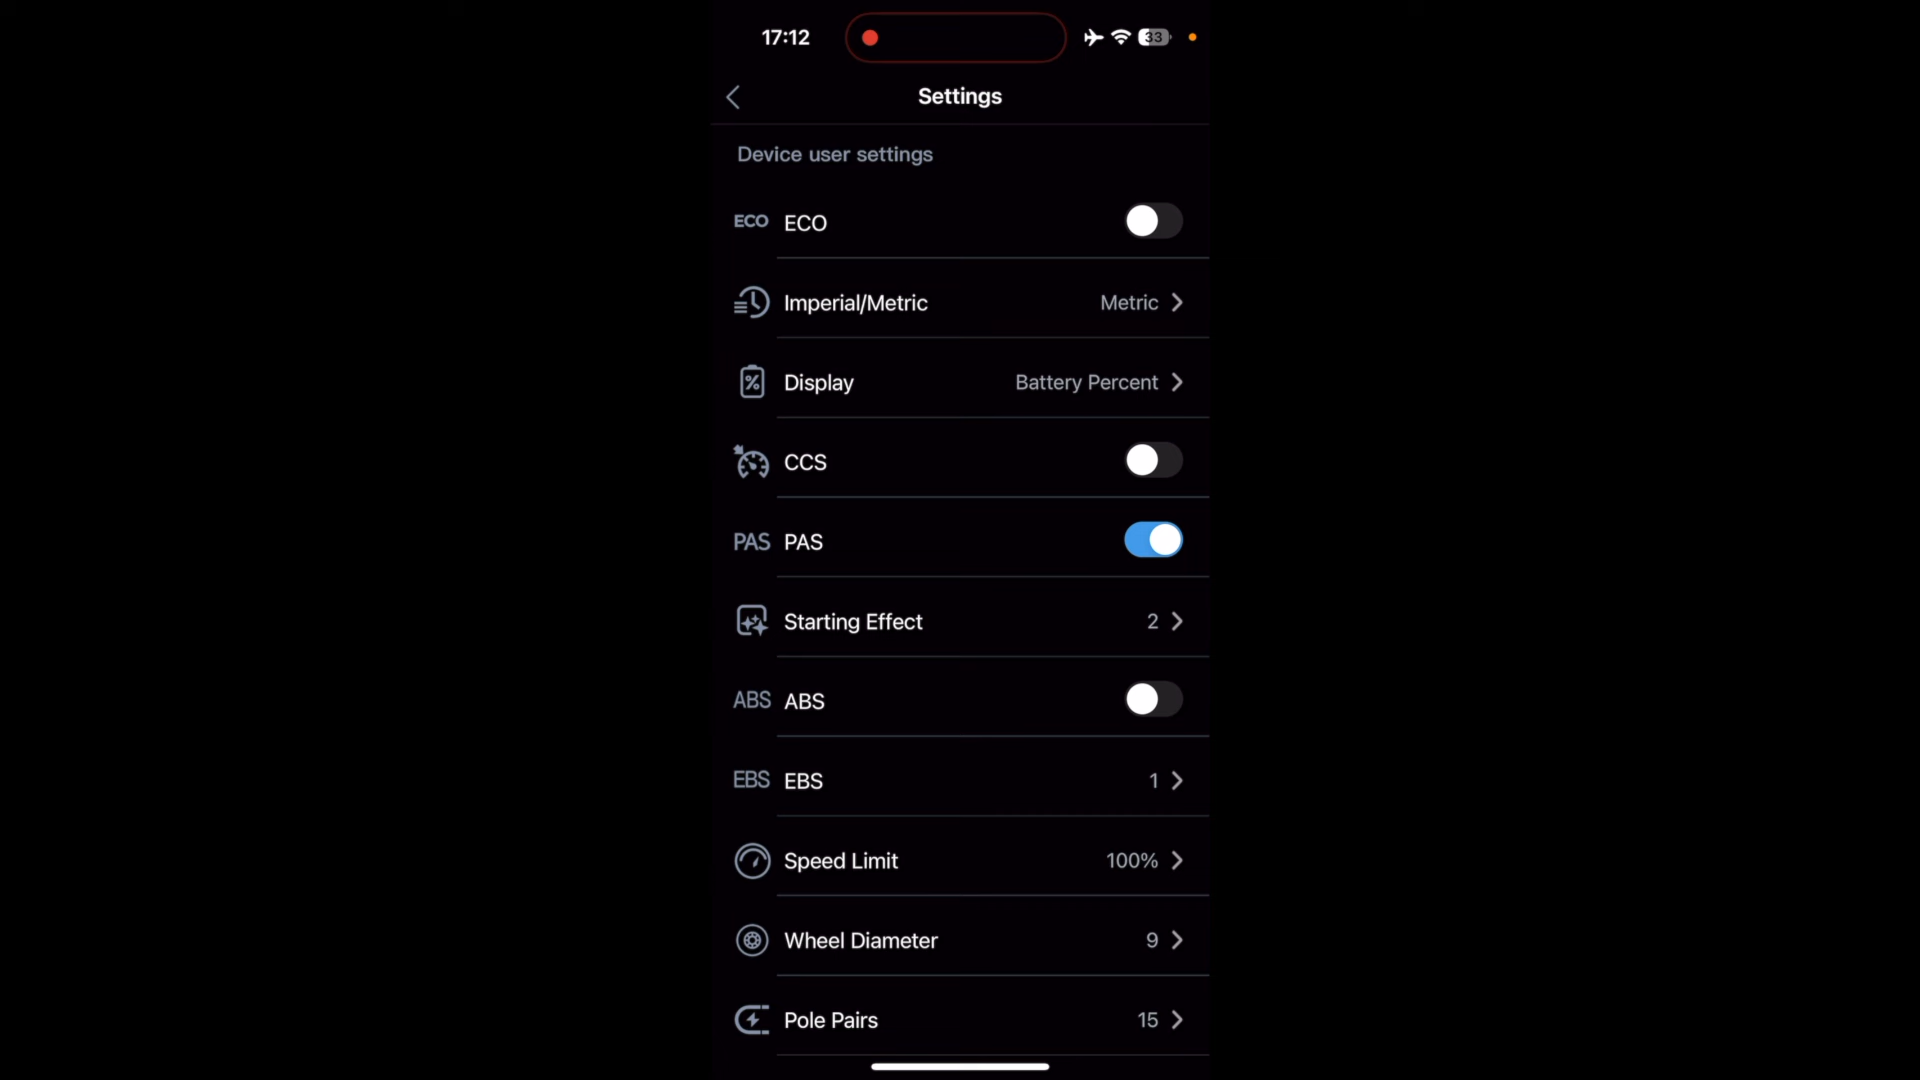 17:12
33
Settings
Device user settings
ECO ECO
Imperial/Metric Metric
Display Battery Percent
CCS
PAS PAS
Starting Effect 2
ABS ABS
EBS EBS 1
Speed Limit 100%
Wheel Diameter 9
Pole Pairs 15